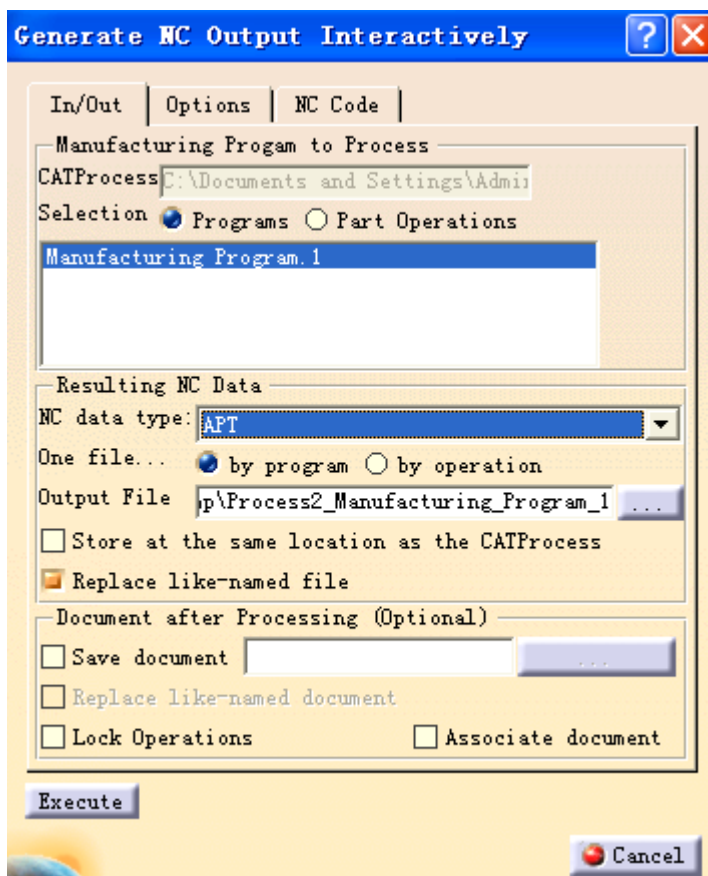 Generate NC Output Interactively
In/Out Options NC Code
Manufacturing Progam to Process
CATProcess C:\Documents and Settings\Admi
Selection Programs Part Operations
Manufacturing Program.1
Resulting NC Data
NC data type: APT
One file... by program by operation
Output File p\Process2_Manufacturing_Program_1 ...
Store at the same location as the CATProcess
Replace like-named file
Document after Processing (Optional)
Save document ...
Replace like-named document
Lock Operations Associate document
Execute
Cancel